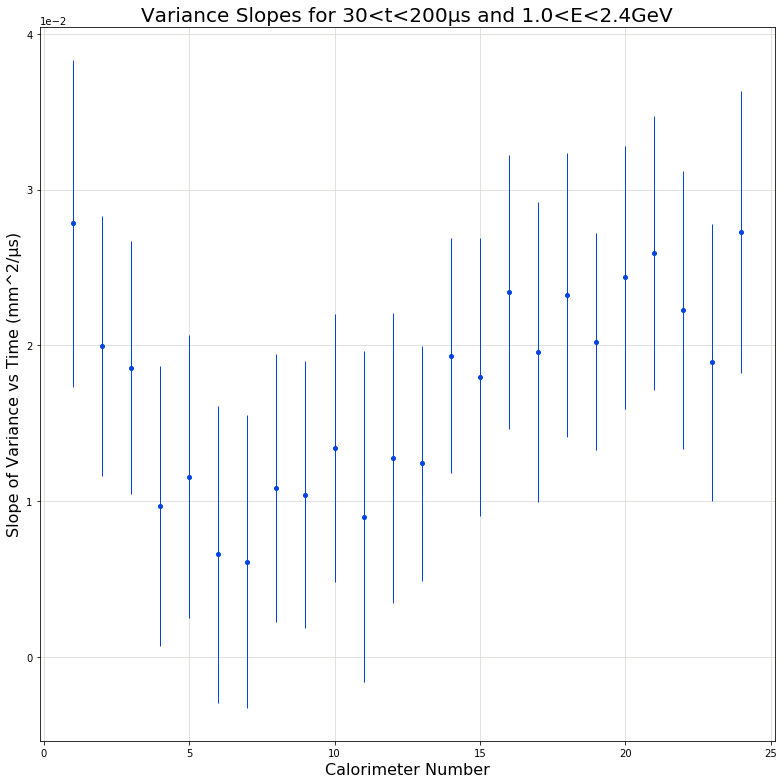 Variance Slopes for 30<t<200μs and 1.0<E<2.4GeV
1e−2
4
3
2
1
0
Slope of Variance vs Time (mm^2/μs)
0 5 10 15 20 25
Calorimeter Number